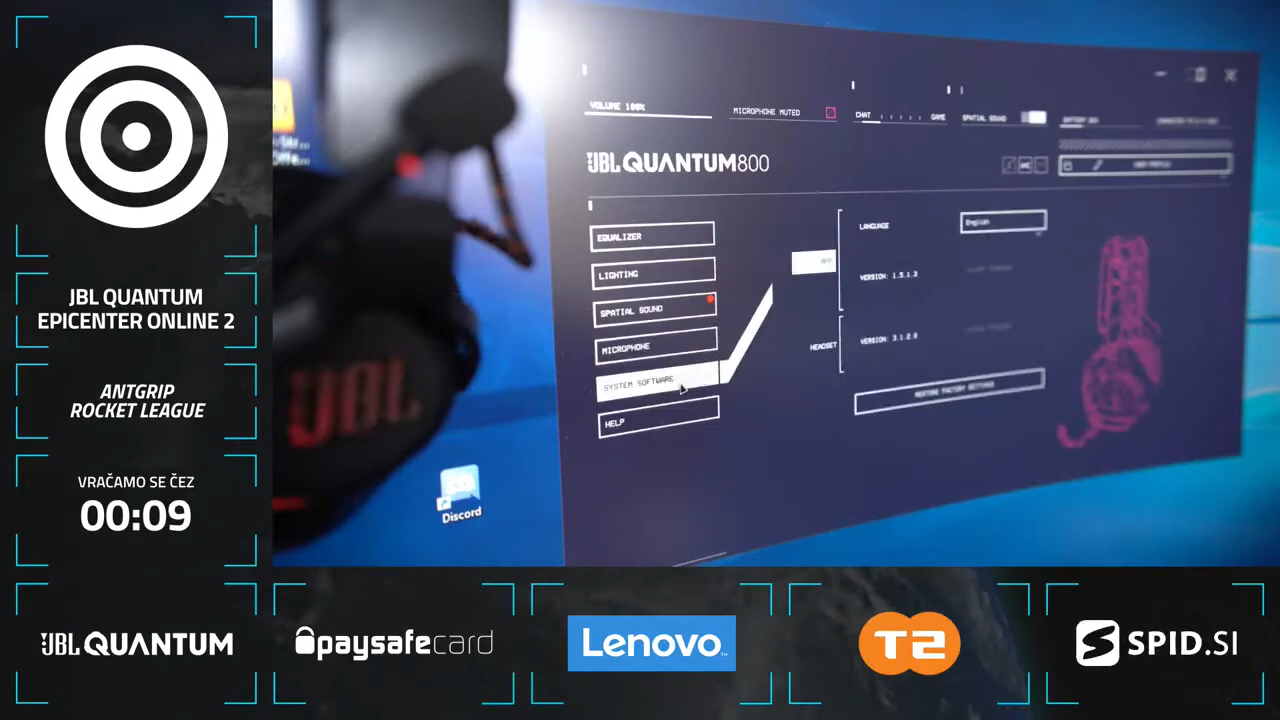 JBL QUANTUM
EPICENTER ONLINE 2
ANTGRIP
ROCKET LEAGUE
VRAČAMO SE ČEZ
00:09
JBL
Discord
VOLUME 100%
MICROPHONE MUTED
CHAT
GAME
SPATIAL SOUND
JBL QUANTUM800
EQUALIZER
LIGHTING
SPATIAL SOUND
MICROPHONE
SYSTEM SOFTWARE
HELP
APP
LANGUAGE
English
VERSION: 1.5.1.3
HEADSET
VERSION: 3.1.2.0
RESTORE FACTORY SETTINGS
JBL QUANTUM
paysafecard
Lenovo
T2
SPID.SI